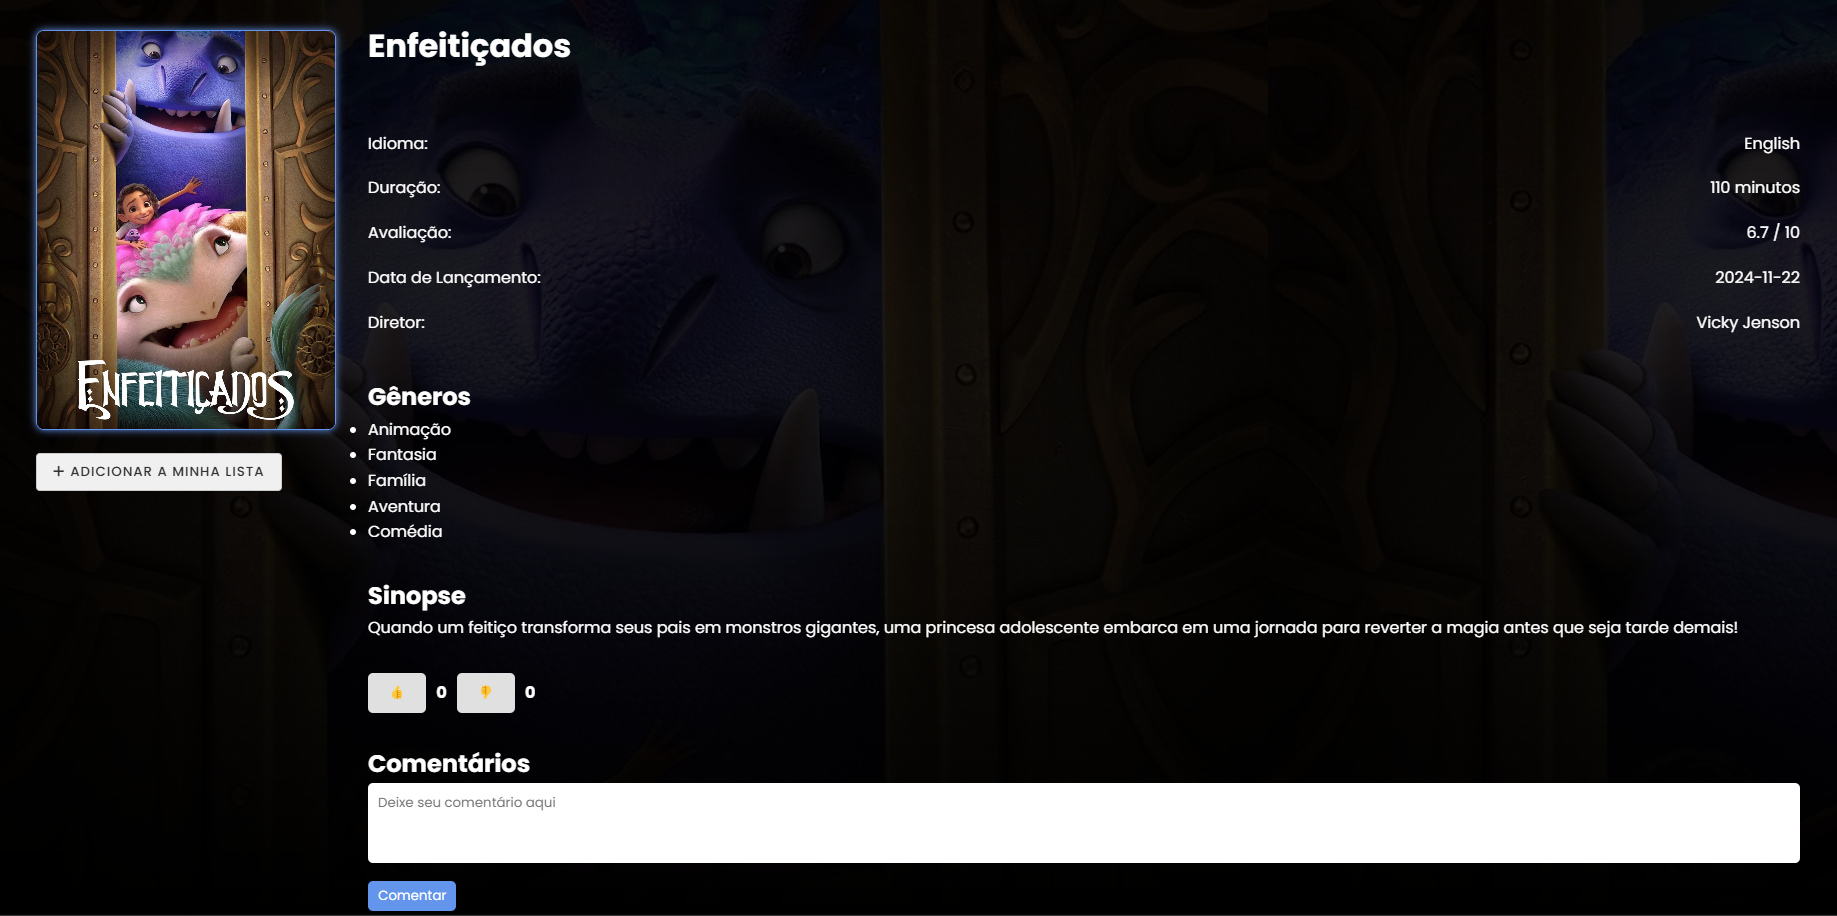 Enfeitiçados
Idioma: English
Duração: 110 minutos
Avaliação: 6.7 / 10
Data de Lançamento: 2024-11-22
Diretor: Vicky Jenson
ENFEITIÇADOS
+ ADICIONAR A MINHA LISTA
Gêneros
Animação
Fantasia
Família
Aventura
Comédia
Sinopse
Quando um feitiço transforma seus pais em monstros gigantes, uma princesa adolescente embarca em uma jornada para reverter a magia antes que seja tarde demais!
0 0
Comentários
Deixe seu comentário aqui
Comentar